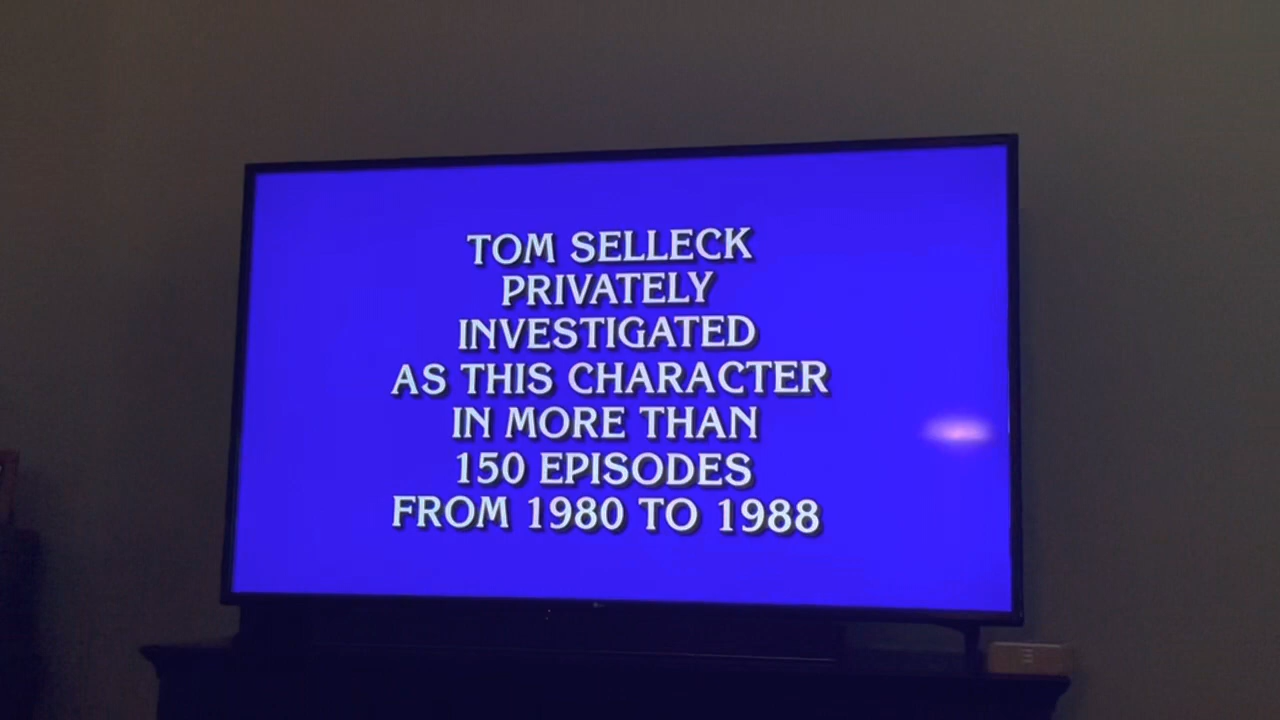 TOM SELLECK
PRIVATELY
INVESTIGATED
AS THIS CHARACTER
IN MORE THAN
150 EPISODES
FROM 1980 TO 1988